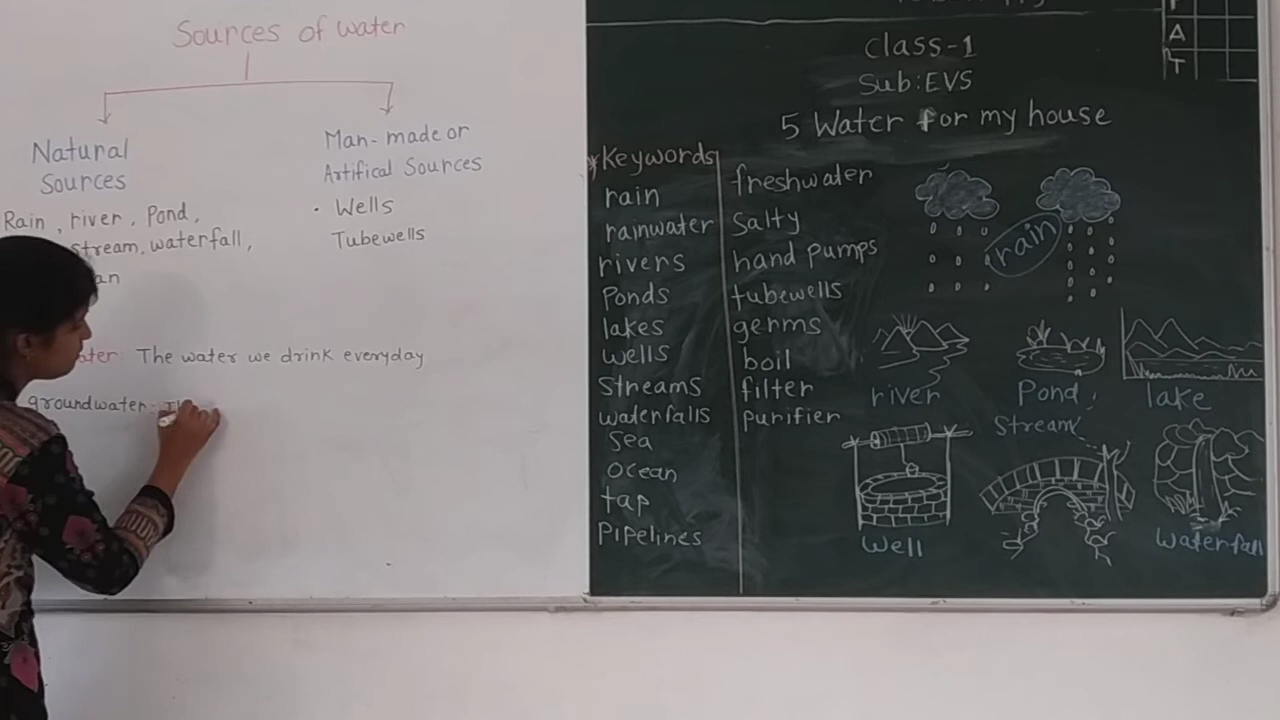 Sources of water
Natural
Sources
Rain, river, Pond,
stream, waterfall,
Man-made or
Artifical Sources
. Wells
Tubewells
The water we drink everyday
groundwater:
P
A
T
Class-1
Sub:EVS
5 Water for my house
*Keywords
rain
rainwater
rivers
Ponds
lakes
wells
Streams
waterfalls
Sea
Ocean
tap
Pipelines
freshwater
Salty
hand pumps
tubewells
germs
boil
filter
purifier
rain
river
Pond
lake
Stream
Well
Waterfall